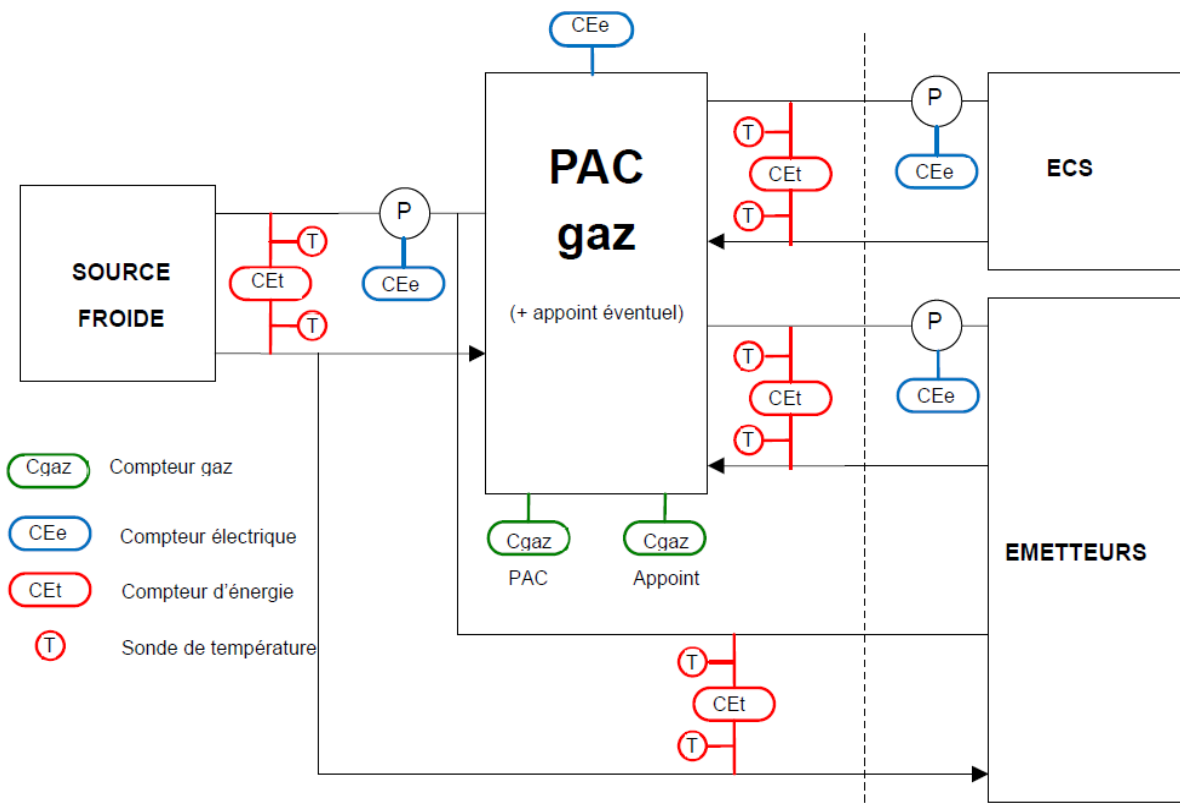 CEe
P
T
PAC
CEt
CEe
ECS
gaz
T
P
T
SOURCE
CEt
CEe
FROIDE
(+ appoint éventuel)
T
P
T
CEt
CEe
T
Cgaz Compteur gaz
CEe Compteur électrique
Cgaz
Cgaz
PAC
Appoint
EMETTEURS
CEt Compteur d’énergie
T Sonde de température
T
CEt
T